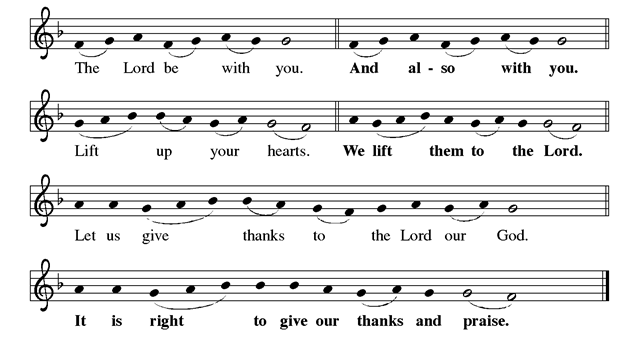 The Lord be with you. And al - so with you.
Lift up your hearts. We lift them to the Lord.
Let us give thanks to the Lord our God.
It is right to give our thanks and praise.